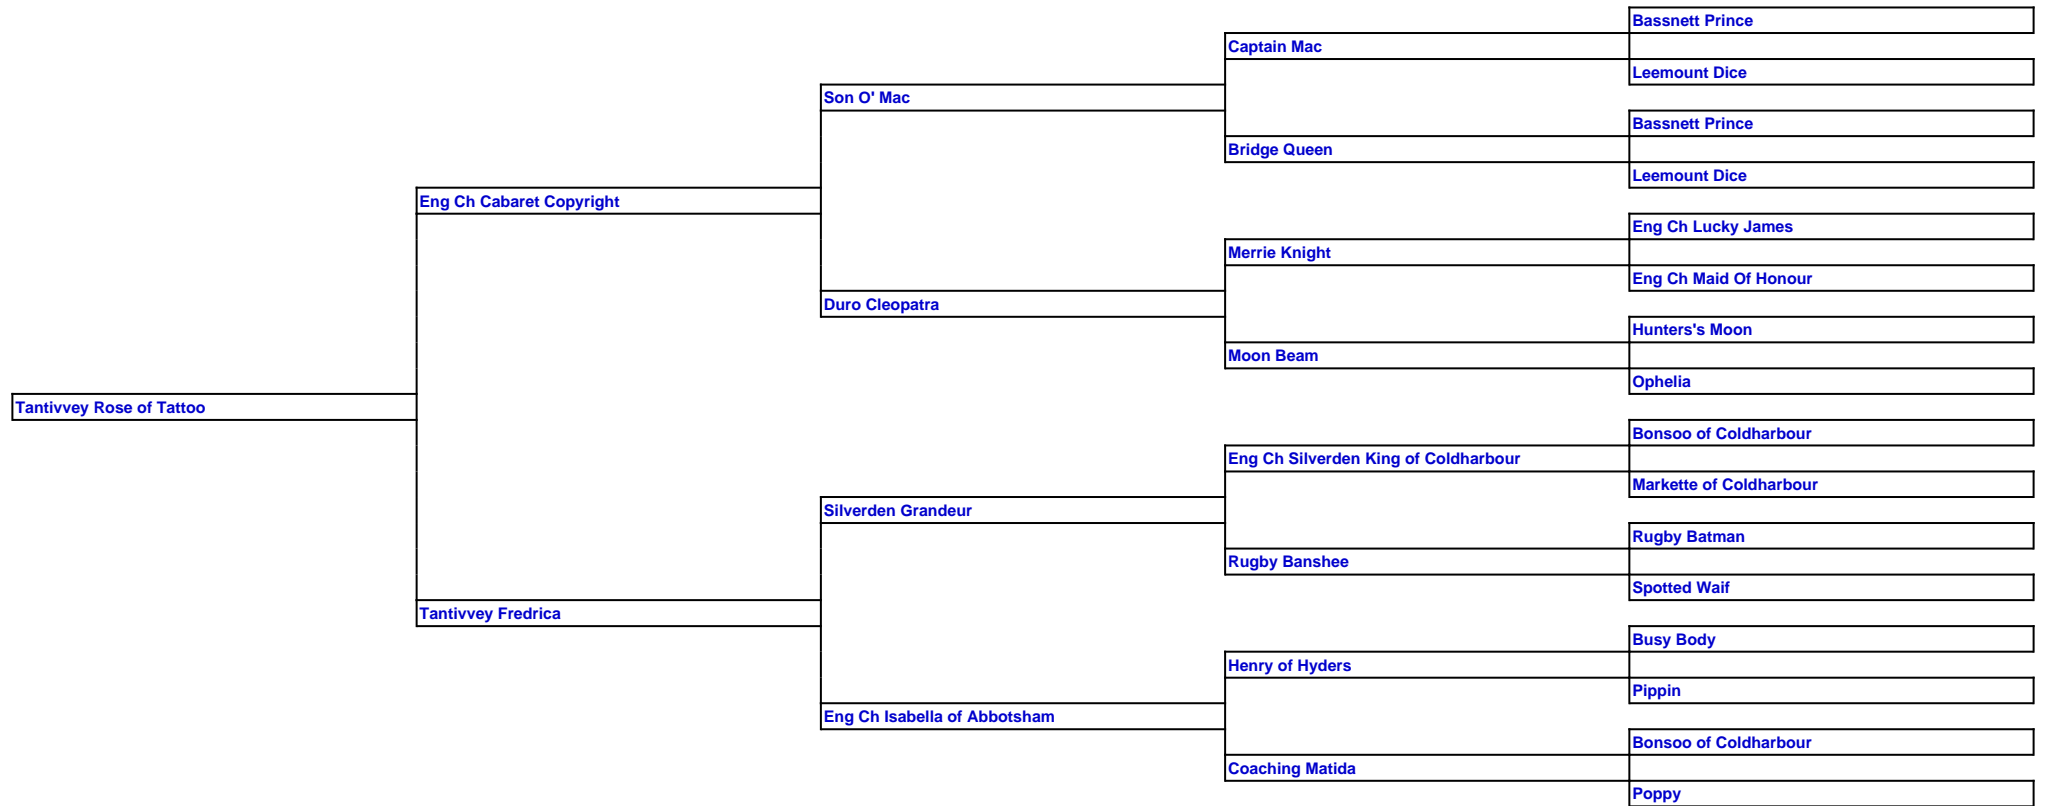 Bassnett Prince
Captain Mac
Leemount Dice
Son O' Mac
Bassnett Prince
Bridge Queen
Leemount Dice
Eng Ch Cabaret Copyright
Eng Ch Lucky James
Merrie Knight
Eng Ch Maid Of Honour
Duro Cleopatra
Hunters's Moon
Moon Beam
Ophelia
Tantivvey Rose of Tattoo
Bonsoo of Coldharbour
Eng Ch Silverden King of Coldharbour
Markette of Coldharbour
Silverden Grandeur
Rugby Batman
Rugby Banshee
Spotted Waif
Tantivvey Fredrica
Busy Body
Henry of Hyders
Pippin
Eng Ch Isabella of Abbotsham
Bonsoo of Coldharbour
Coaching Matida
Poppy